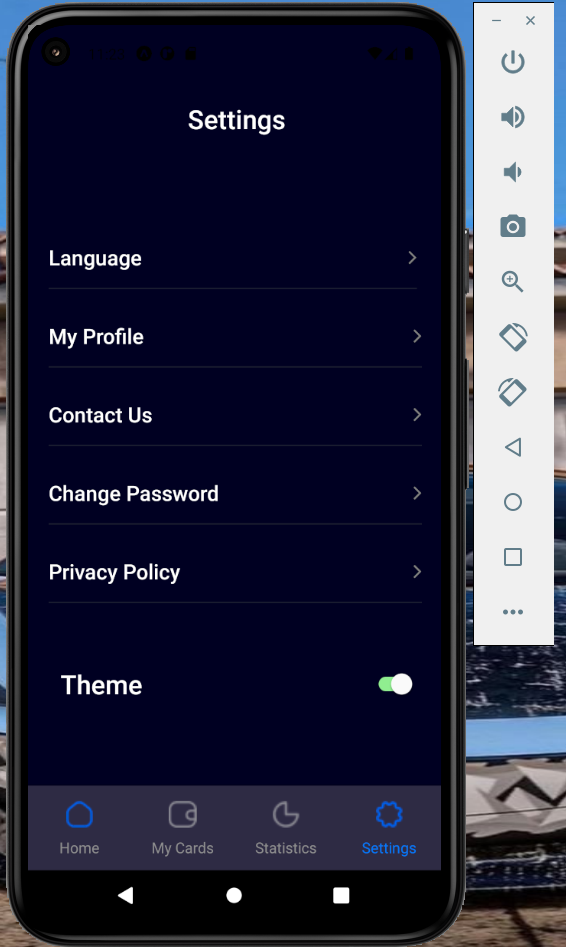 Settings
Language
My Profile
Contact Us
Change Password
Privacy Policy
Theme
Home
My Cards
Statistics
Settings